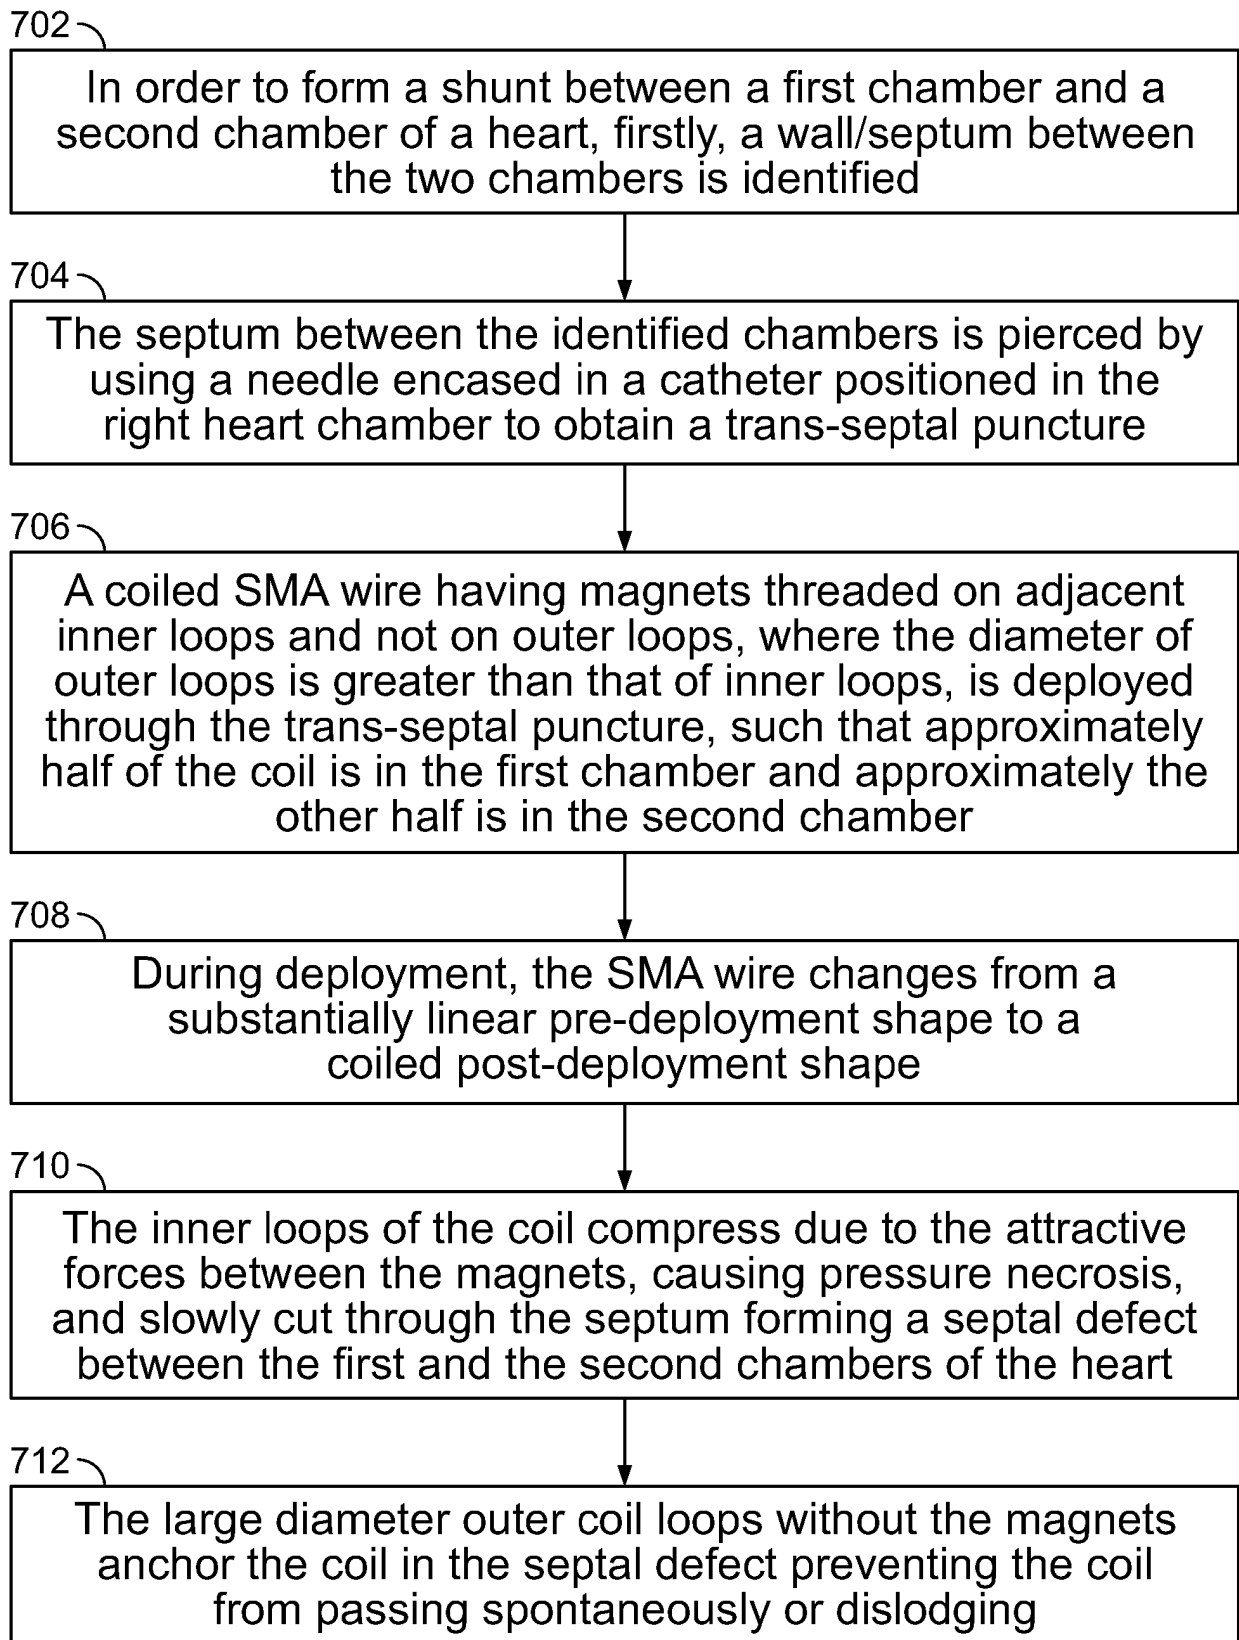 702
In order to form a shunt between a first chamber and a
second chamber of a heart, firstly, a wall/septum between
the two chambers is identified
704
The septum between the identified chambers is pierced by
using a needle encased in a catheter positioned in the
right heart chamber to obtain a trans-septal puncture
706
A coiled SMA wire having magnets threaded on adjacent
inner loops and not on outer loops, where the diameter of
outer loops is greater than that of inner loops, is deployed
through the trans-septal puncture, such that approximately
half of the coil is in the first chamber and approximately the
other half is in the second chamber
708
During deployment, the SMA wire changes from a
substantially linear pre-deployment shape to a
coiled post-deployment shape
710
The inner loops of the coil compress due to the attractive
forces between the magnets, causing pressure necrosis,
and slowly cut through the septum forming a septal defect
between the first and the second chambers of the heart
712
The large diameter outer coil loops without the magnets
anchor the coil in the septal defect preventing the coil
from passing spontaneously or dislodging